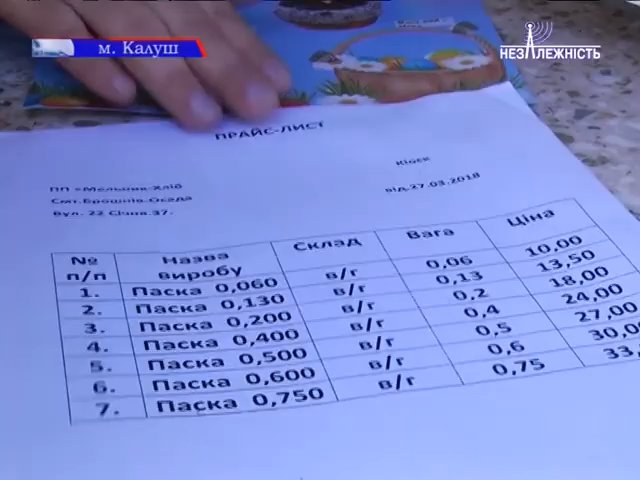 м. Калуш
НЕЗАЛЕЖНІСТЬ
ПРАЙС-ЛИСТ
Кіоск
ПП «Мельник-Хліб
від.27.03.2018
Смт.Брошнів-Осада
Вул. 22 Січня.37.
№ п/п Назва виробу Склад Вага Ціна
1. Паска 0,060 в/г 0,06 10,00
2. Паска 0,130 в/г 0,13 13,50
3. Паска 0,200 в/г 0,2 18,00
4. Паска 0,400 в/г 0,4 24,00
5. Паска 0,500 в/г 0,5 27,00
6. Паска 0,600 в/г 0,6 30,00
7. Паска 0,750 в/г 0,75 33,